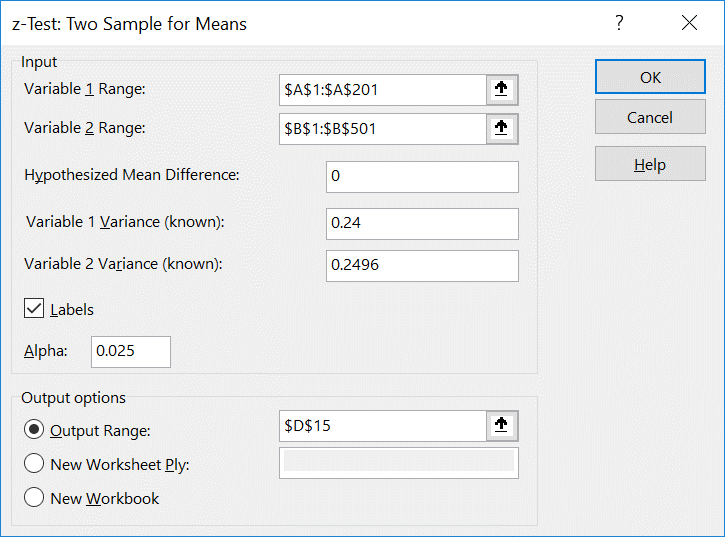 z-Test: Two Sample for Means
?
Input
Variable 1 Range:
$A$1:$A$201
Variable 2 Range:
$B$1:$B$501
Hypothesized Mean Difference:
0
Variable 1 Variance (known):
0.24
Variable 2 Variance (known):
0.2496
Labels
Alpha:
0.025
OK
Cancel
Help
Output options
Output Range:
$D$15
New Worksheet Ply:
New Workbook